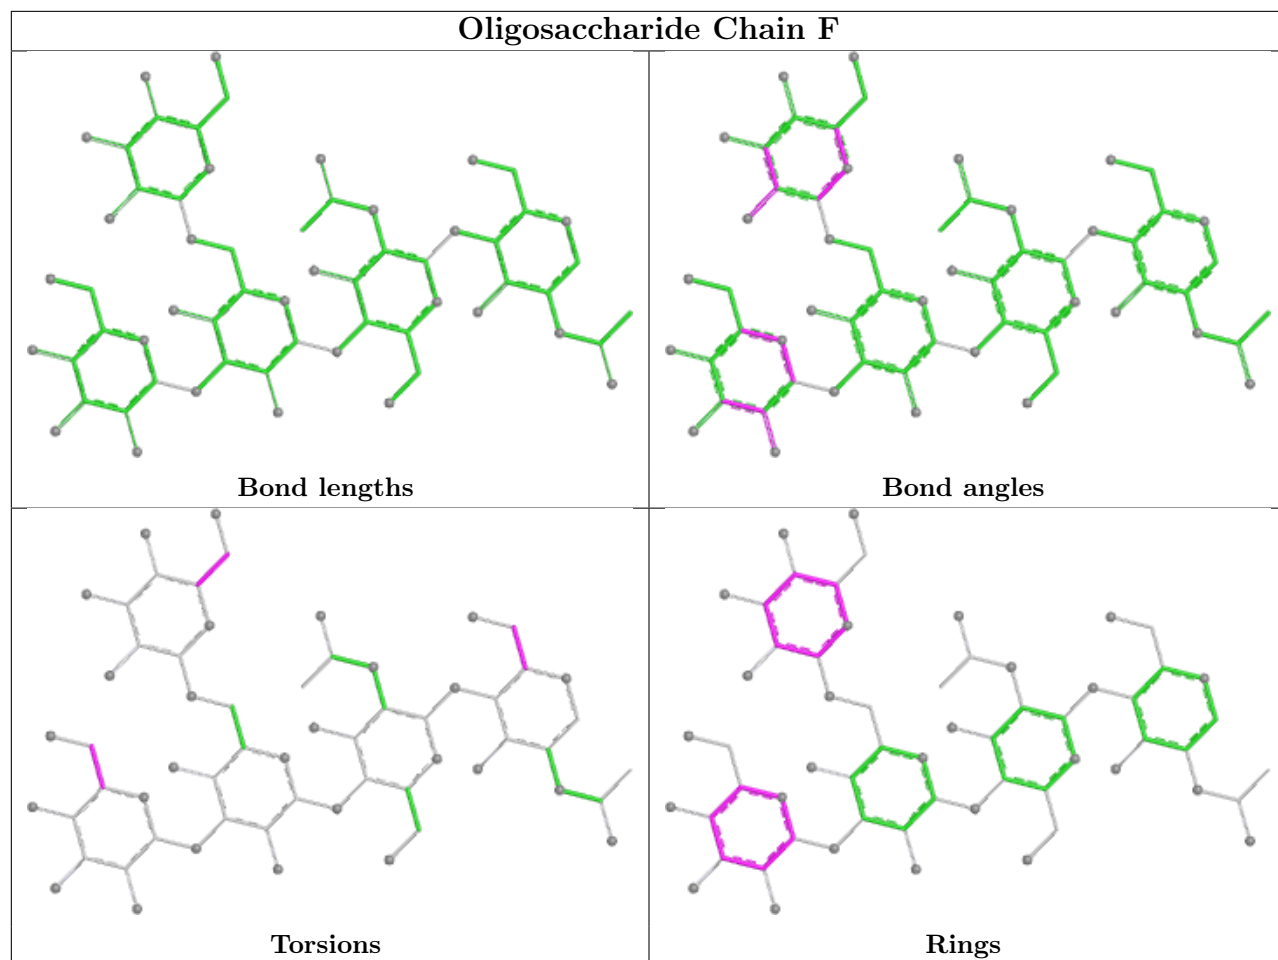 Oligosaccharide Chain F
Bond lengths
Bond angles
Torsions
Rings